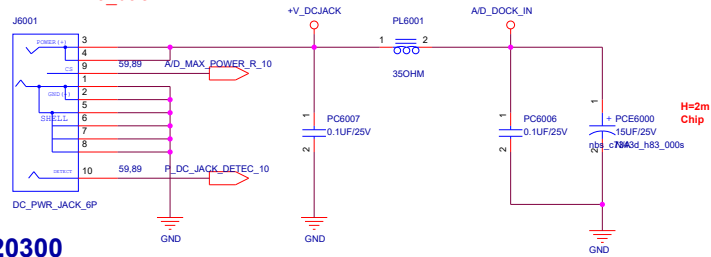 J6001
+V_DCJACK
PL6001
A/D_DOCK_IN
POWER(+)
3
4
CS
9
59,89
A/D_MAX_POWER_R_10
1
2
35OHM
1
GND(-)
2
5
SHELL
6
7
8
1
PC6007
0.1UF/25V
2
1
PC6006
0.1UF/25V
2
1
+
PCE6000
15UF/25V
2
H=2m
Chip
DETECT
10
59,89
P_DC_JACK_DETEC_10
DC_PWR_JACK_6P
GND
GND
GND
20300